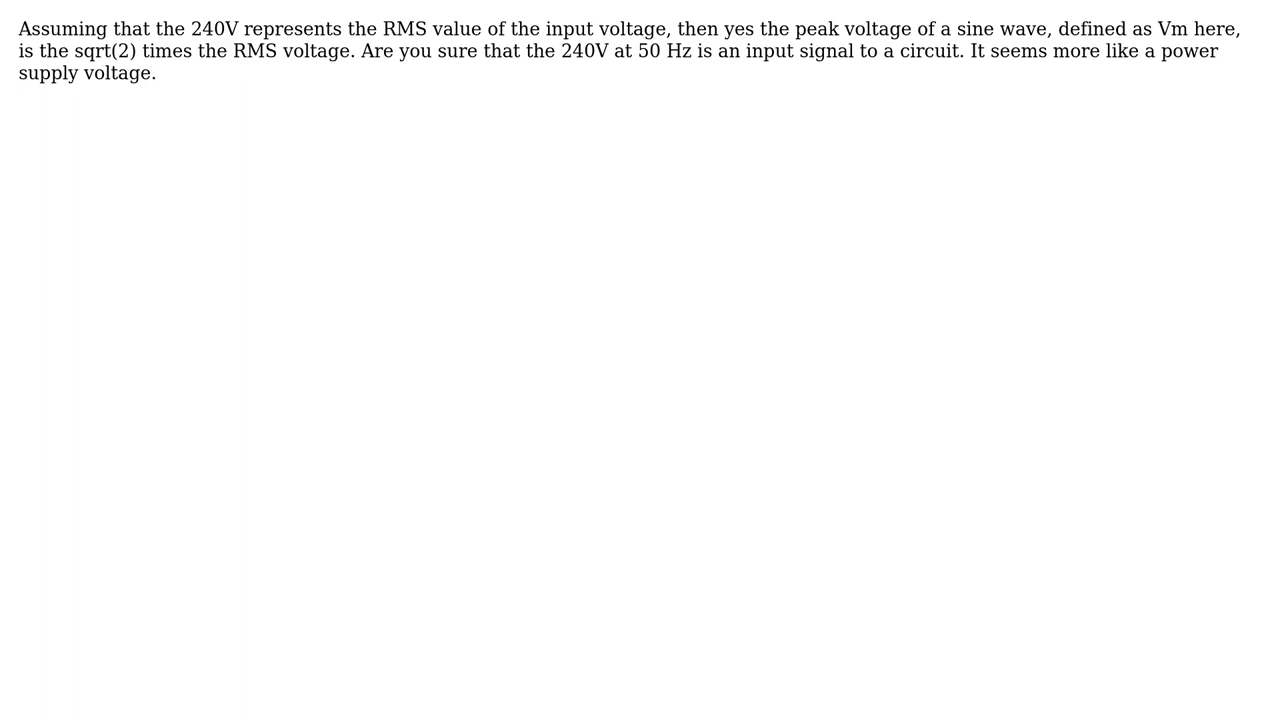 Assuming that the 240V represents the RMS value of the input voltage, then yes the peak voltage of a sine wave, defined as Vm here,
is the sqrt(2) times the RMS voltage. Are you sure that the 240V at 50 Hz is an input signal to a circuit. It seems more like a power
supply voltage.